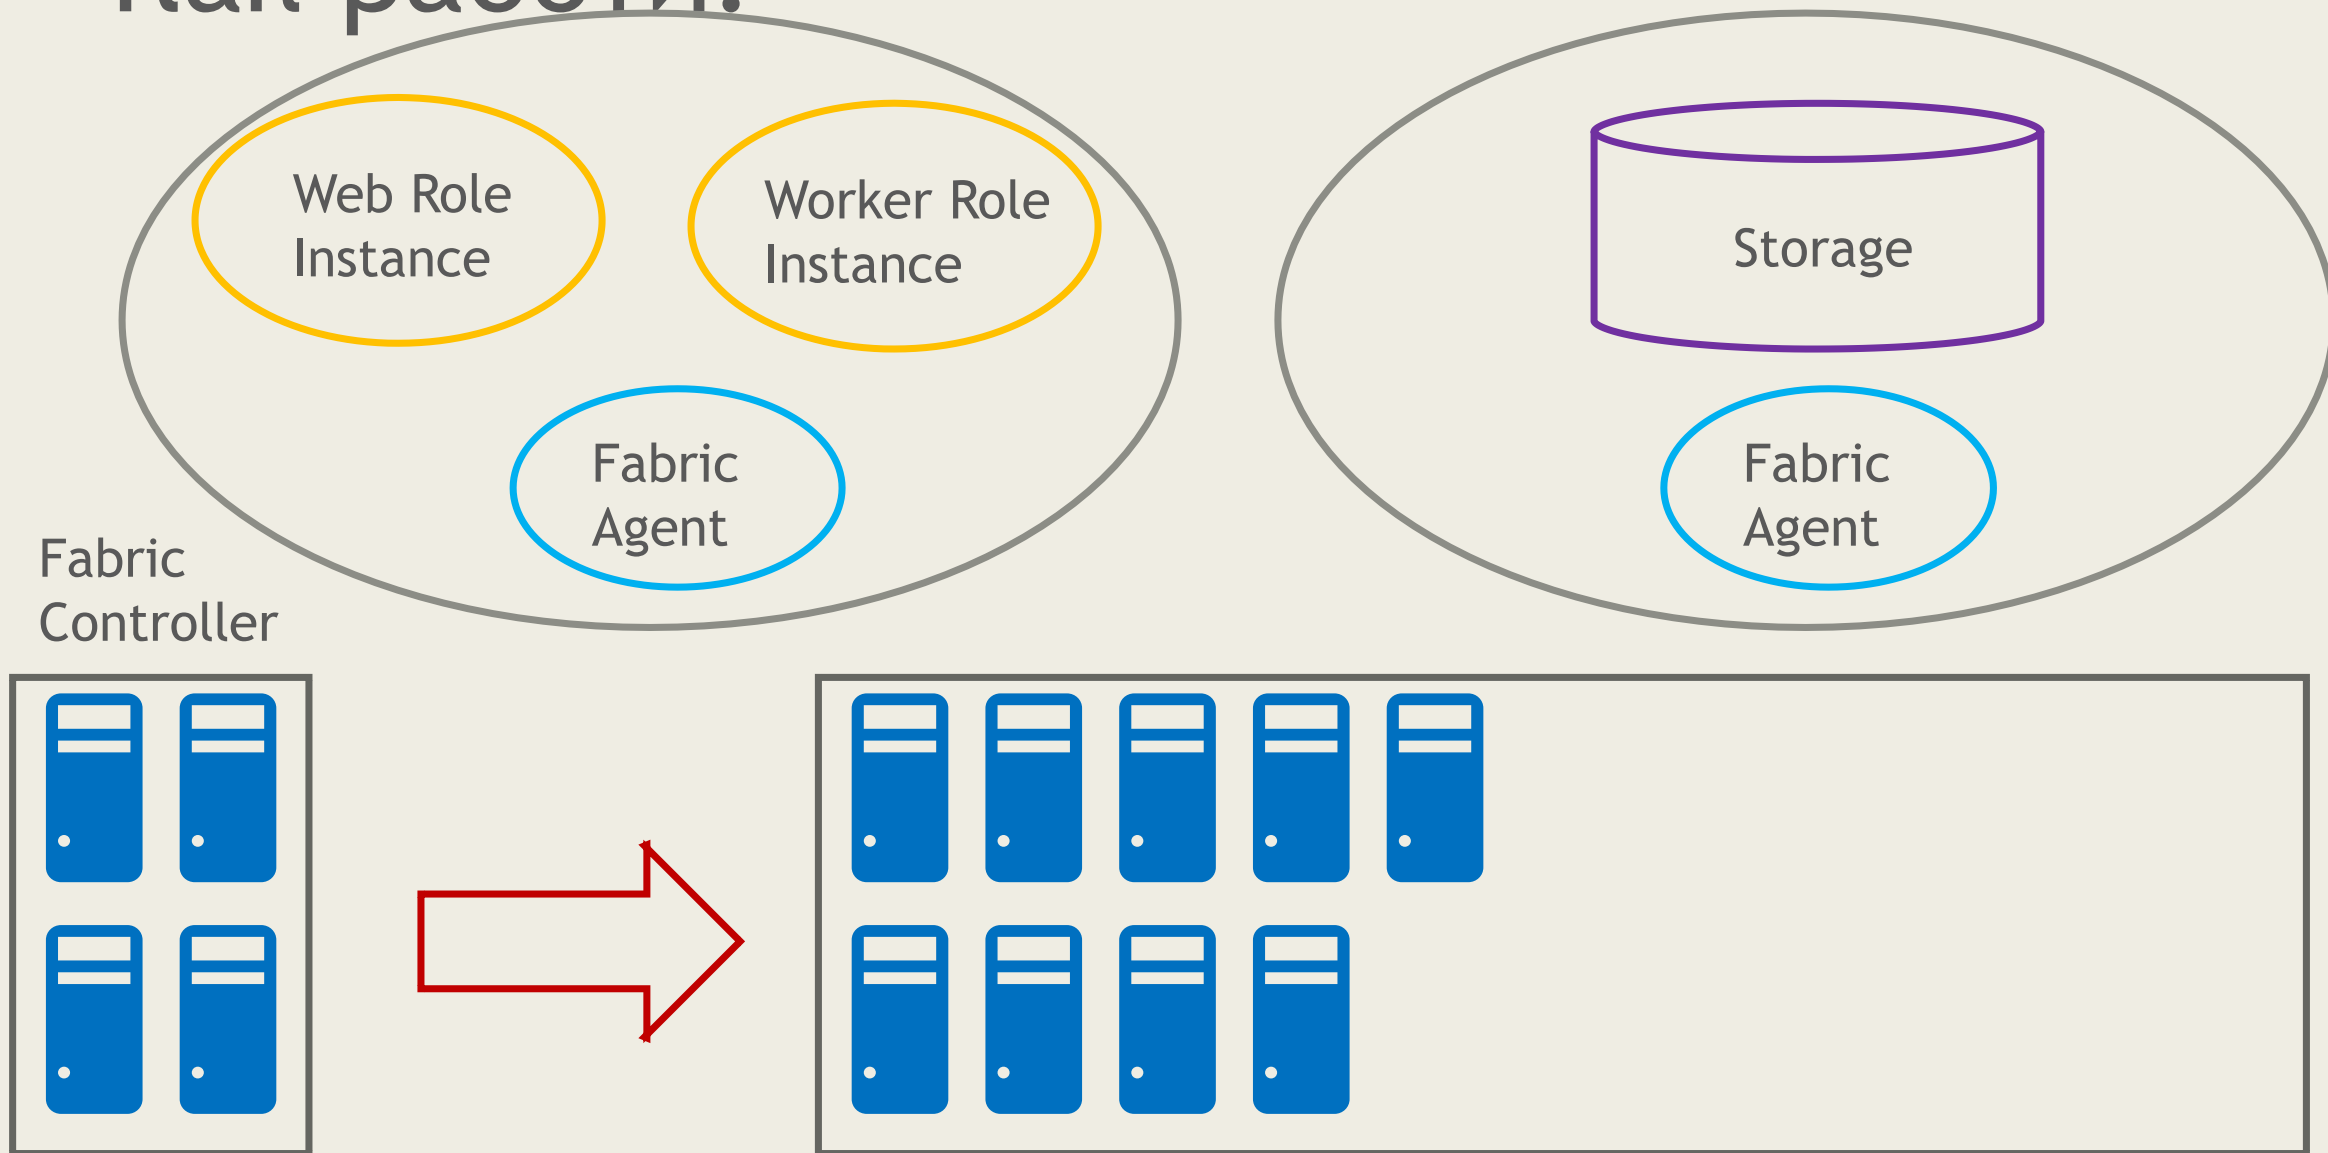 Web Role
Instance
Worker Role
Instance
Storage
Fabric
Agent
Fabric
Agent
Fabric
Controller